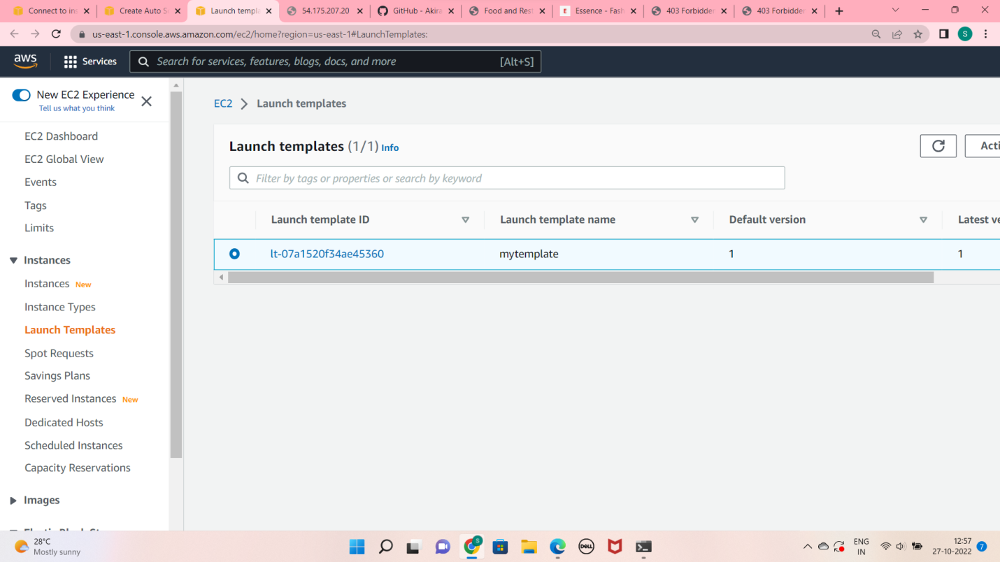 Connect to ins
Create Auto S
Launch templa
54.175.207.20
GitHub - Akira
Food and Rest
E
Essence - Fash
403 Forbidden
403 Forbidden
us-east-1.console.aws.amazon.com/ec2/home?region=us-east-1#LaunchTemplates:
S
aws
Services
Search for services, features, blogs, docs, and more
[Alt+S]
New EC2 Experience
Tell us what you think
EC2 Dashboard
EC2 Global View
Events
Tags
Limits
Instances
Instances New
Instance Types
Launch Templates
Spot Requests
Savings Plans
Reserved Instances New
Dedicated Hosts
Scheduled Instances
Capacity Reservations
Images
EC2 > Launch templates
Launch templates (1/1) Info
Acti
Filter by tags or properties or search by keyword
Launch template ID
Launch template name
Default version
Latest ve
lt-07a1520f34ae45360
mytemplate
1
1
28°C
Mostly sunny
S
DELL
ENG
IN
12:57
27-10-2022
7